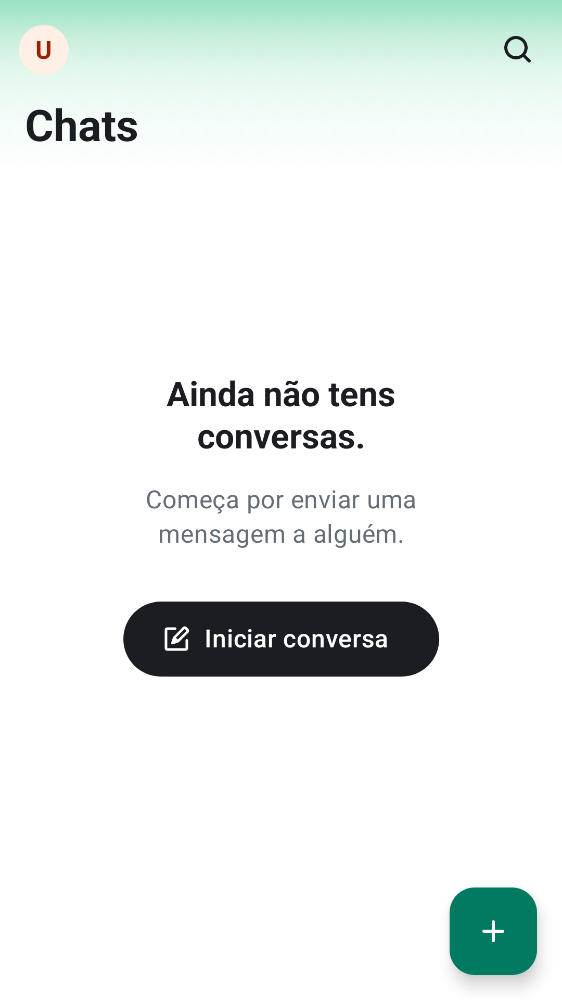 U
Chats
Ainda não tens
conversas.
Começa por enviar uma
mensagem a alguém.
Iniciar conversa